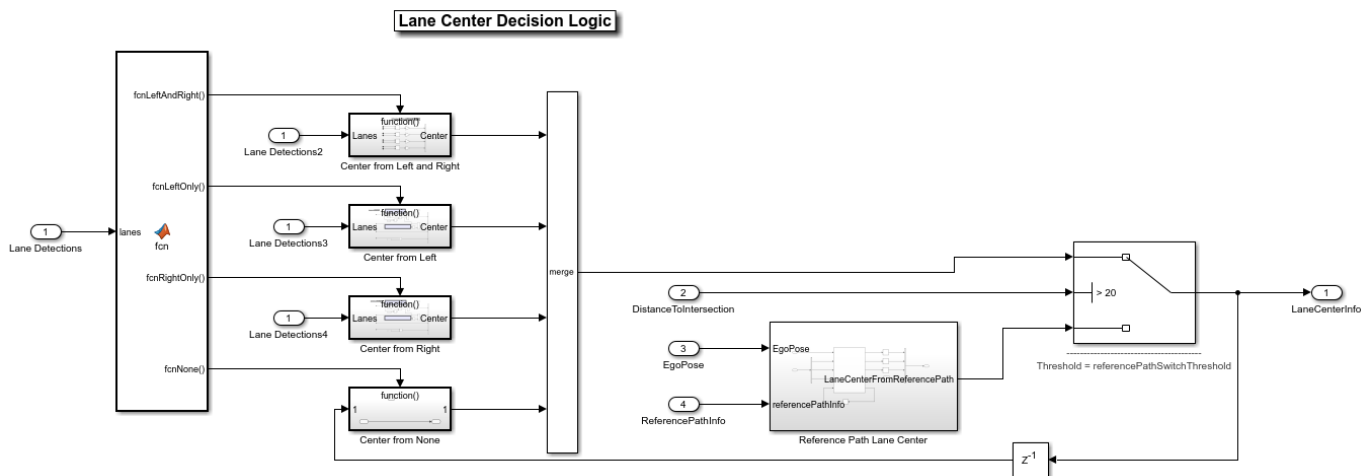 Lane Center Decision Logic
fcnLeftAndRight()
function()
1
Lanes
Center
Lane Detections2
Center from Left and Right
fcnLeftOnly()
function()
1
Lanes
Center
Lane Detections3
Center from Left
1
lanes
fcn
Lane Detections
fcnRightOnly()
function()
1
Lanes
Center
Lane Detections4
Center from Right
fcnNone()
function()
1
1
Center from None
merge
2
DistanceToIntersection
> 20
1
LaneCenterInfo
Threshold = referencePathSwitchThreshold
3
EgoPose
EgoPose
LaneCenterFromReferencePath
4
referencePathInfo
ReferencePathInfo
Reference Path Lane Center
Z-1